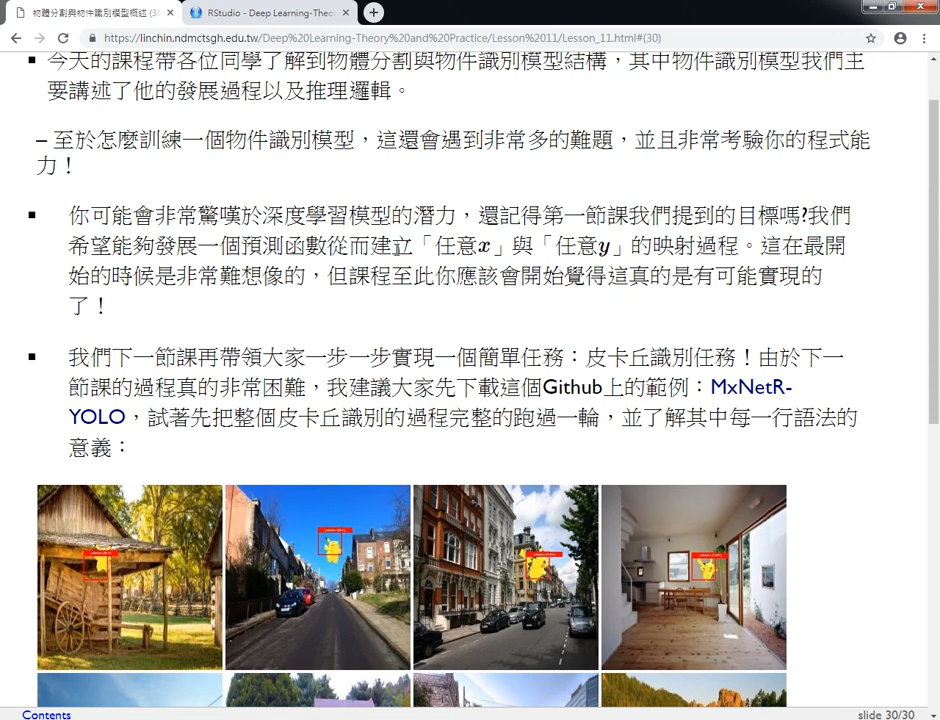 物體分割與物件識別模型概述 (30
RStudio - Deep Learning-Theo
https://linchin.ndmctsgh.edu.tw/Deep%20Learning-Theory%20and%20Practice/Lesson%2011/Lesson_11.html#(30)
今天的課程帶各位同學了解到物體分割與物件識別模型結構，其中物件識別模型我們主
要講述了他的發展過程以及推理邏輯。
– 至於怎麼訓練一個物件識別模型，這還會遇到非常多的難題，並且非常考驗你的程式能
力！
你可能會非常驚嘆於深度學習模型的潛力，還記得第一節課我們提到的目標嗎?我們
希望能夠發展一個預測函數從而建立「任意x」與「任意y」的映射過程。這在最開
始的時候是非常難想像的，但課程至此你應該會開始覺得這真的是有可能實現的
了！
我們下一節課再帶領大家一步一步實現一個簡單任務：皮卡丘識別任務！由於下一
節課的過程真的非常困難，我建議大家先下載這個Github上的範例：MxNetR-
YOLO，試著先把整個皮卡丘識別的過程完整的跑過一輪，並了解其中每一行語法的
意義：
Contents
slide 30/30